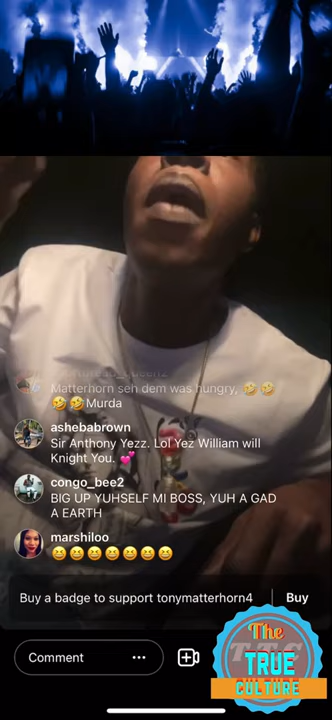 Matterhorn seh dem was hungry, 🤣🤣
🤣🤣Murda
ashebabrown
Sir Anthony Yezz. Lol Yez William will
Knight You. 💕
congo_bee2
BIG UP YUHSELF MI BOSS, YUH A GAD
A EARTH
marshiloo
😆😆😆😆😆😆😆
Buy a badge to support tonymatterhorn4
Buy
Comment
The
T.T.C
TRUE
CULTURE